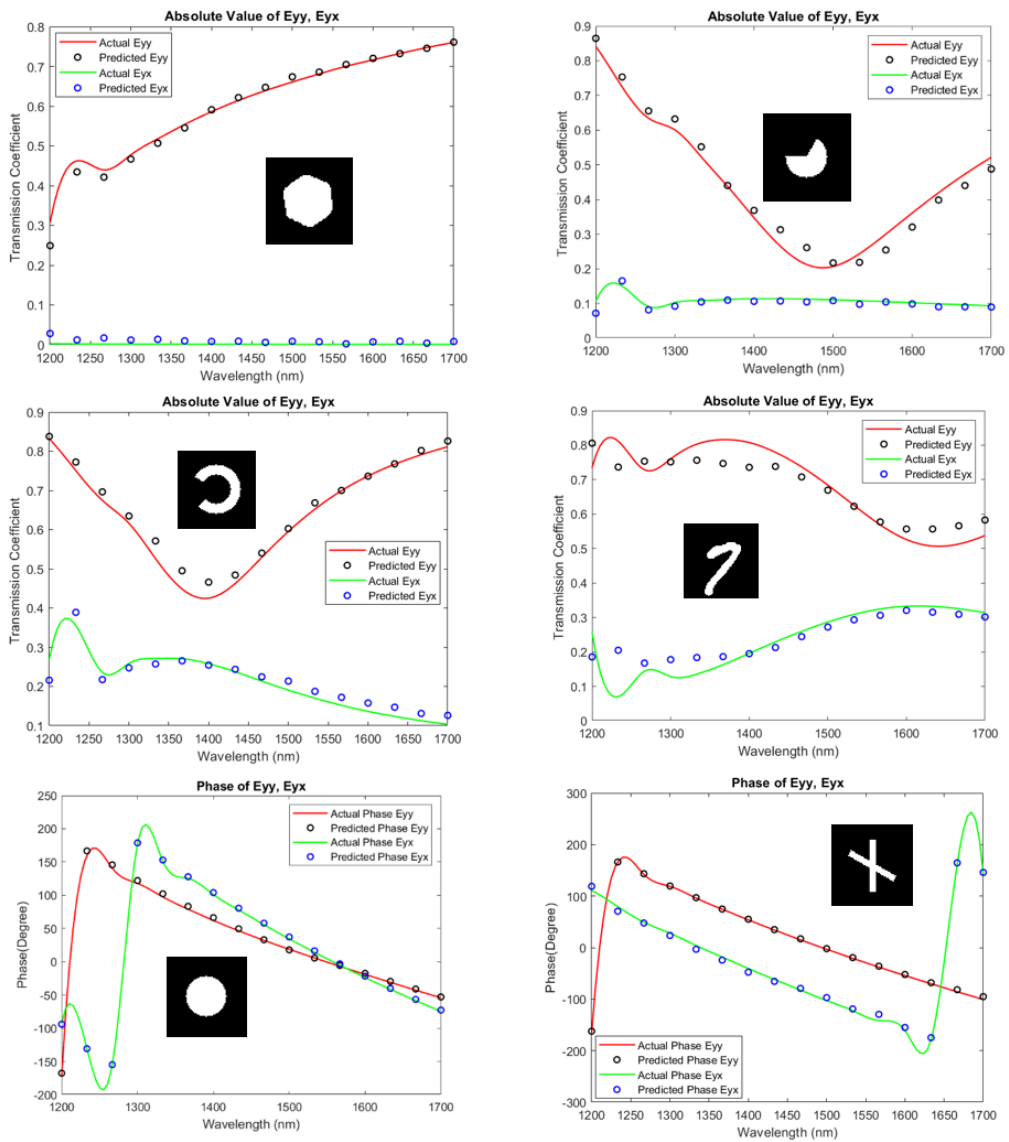 Absolute Value of Eyy, Eyx
Transmission Coefficient
0.8
0.7
0.6
0.5
0.4
0.3
0.2
0.1
0
Actual Eyy
Predicted Eyy
Actual Eyx
Predicted Eyx
1200 1250 1300 1350 1400 1450 1500 1550 1600 1650 1700
Wavelength (nm)
Absolute Value of Eyy, Eyx
Transmission Coefficient
0.9
0.8
0.7
0.6
0.5
0.4
0.3
0.2
0.1
0
Actual Eyy
Predicted Eyy
Actual Eyx
Predicted Eyx
1200 1300 1400 1500 1600 1700
Wavelength (nm)
Absolute Value of Eyy, Eyx
Transmission Coefficient
0.9
0.8
0.7
0.6
0.5
0.4
0.3
0.2
0.1
Actual Eyy
Predicted Eyy
Actual Eyx
Predicted Eyx
1200 1250 1300 1350 1400 1450 1500 1550 1600 1650 1700
Wavelength (nm)
Absolute Value of Eyy, Eyx
Transmission Coefficient
0.9
0.8
0.7
0.6
0.5
0.4
0.3
0.2
0.1
0
Actual Eyy
Predicted Eyy
Actual Eyx
Predicted Eyx
1200 1300 1400 1500 1600 1700
Wavelength (nm)
Phase of Eyy, Eyx
Phase(Degree)
250
200
150
100
50
0
-50
-100
-150
-200
Actual Phase Eyy
Predicted Phase Eyy
Actual Phase Eyx
Predicted Phase Eyx
1200 1300 1400 1500 1600 1700
Wavelength (nm)
Phase of Eyy, Eyx
Phase(Degree)
300
200
100
0
-100
-200
-300
Actual Phase Eyy
Predicted Phase Eyy
Actual Phase Eyx
Predicted Phase Eyx
1200 1250 1300 1350 1400 1450 1500 1550 1600 1650 1700
Wavelength (nm)